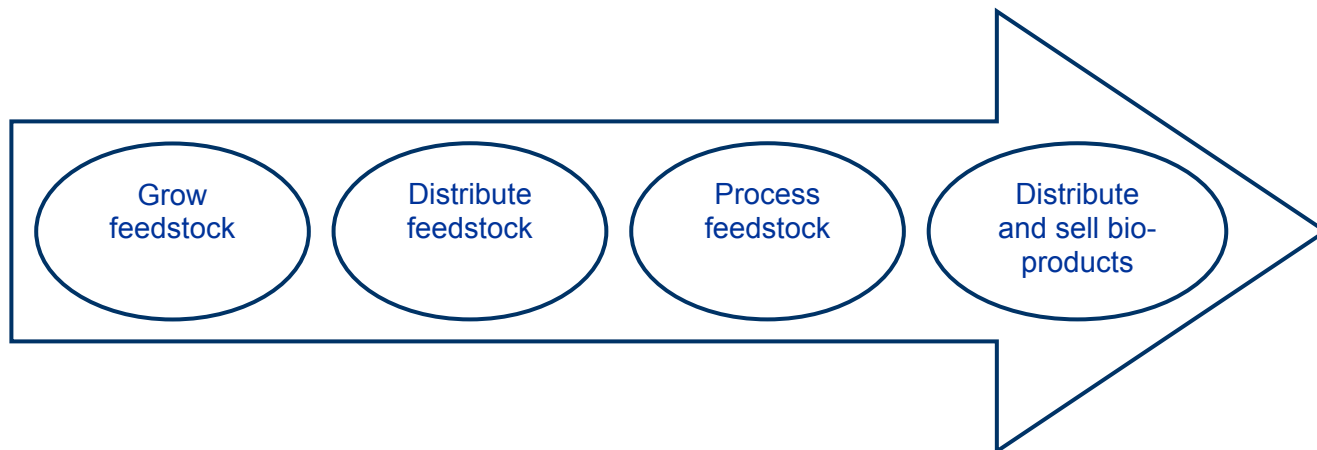 Grow
feedstock
Distribute
feedstock
Process
feedstock
Distribute
and sell bio-
products